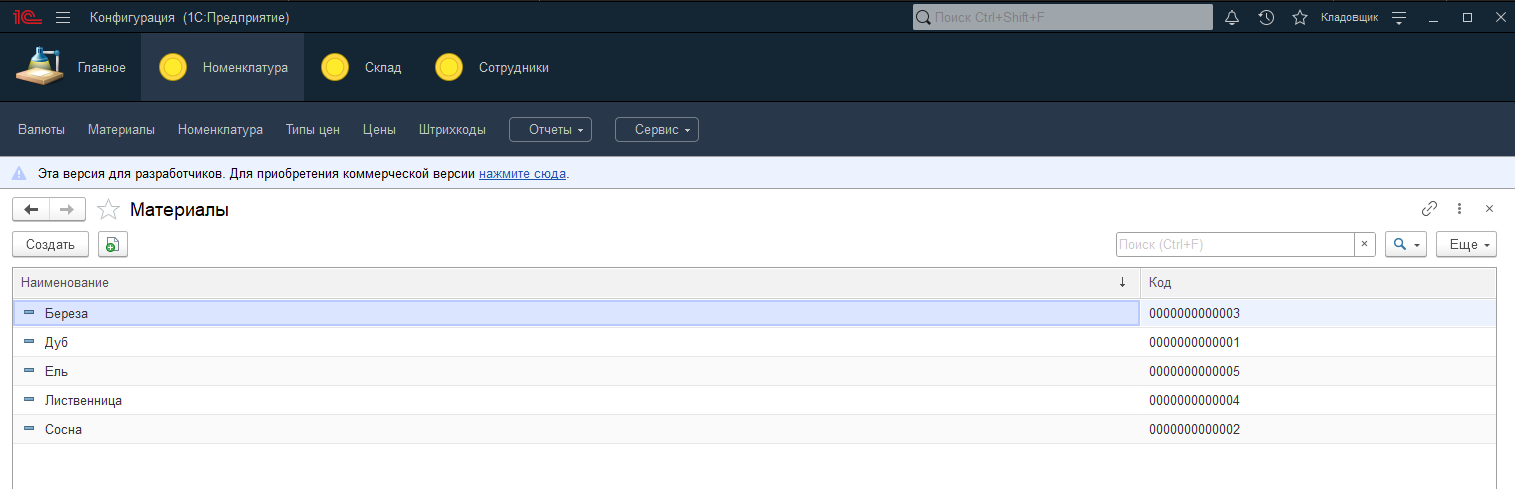 1С Конфигурация (1С:Предприятие) Поиск Ctrl+Shift+F Кладовщик
Главное Номенклатура Склад Сотрудники
Валюты Материалы Номенклатура Типы цен Цены Штрихкоды Отчеты Сервис
Эта версия для разработчиков. Для приобретения коммерческой версии нажмите сюда.
Материалы
Создать Поиск (Ctrl+F) × Еще
Наименование ↓ Код
Береза 0000000000003
Дуб 0000000000001
Ель 0000000000005
Лиственница 0000000000004
Сосна 0000000000002